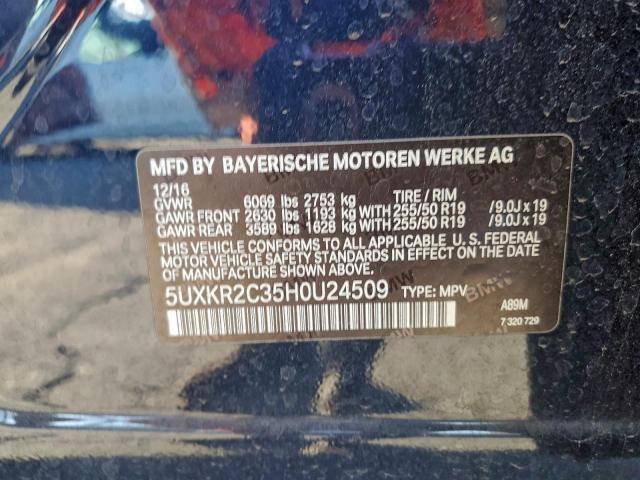 MFD BY BAYERISCHE MOTOREN WERKE AG
12/16
GVWR 6069 lbs 2753 kg TIRE / RIM
GAWR FRONT 2630 lbs 1193 kg WITH 255/50 R19 /9.0J x 19
GAWR REAR 3589 lbs 1628 kg WITH 255/50 R19 /9.0J x 19
THIS VEHICLE CONFORMS TO ALL APPLICABLE U. S. FEDERAL
MOTOR VEHICLE SAFETY STANDARDS IN EFFECT ON THE
DATE OF MANUFACTURE SHOWN ABOVE.
5UXKR2C35H0U24509 TYPE: MPV
A89M
7 320 729
BMW
BMW
BMW